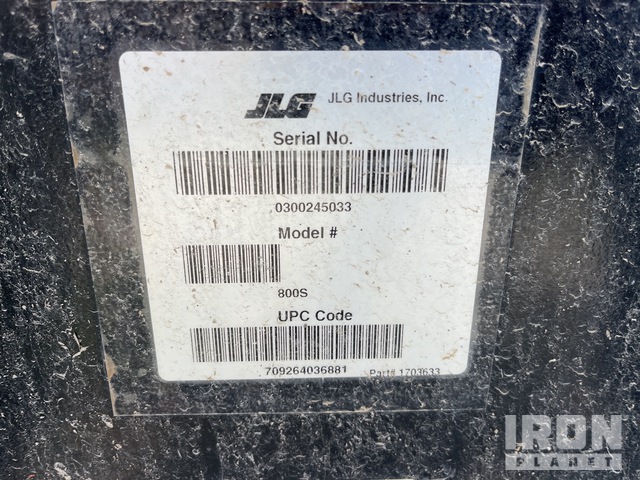 JLG JLG Industries, Inc.
Serial No.
0300245033
Model #
800S
UPC Code
709264036881 Part# 1703633
IRON
PLANET